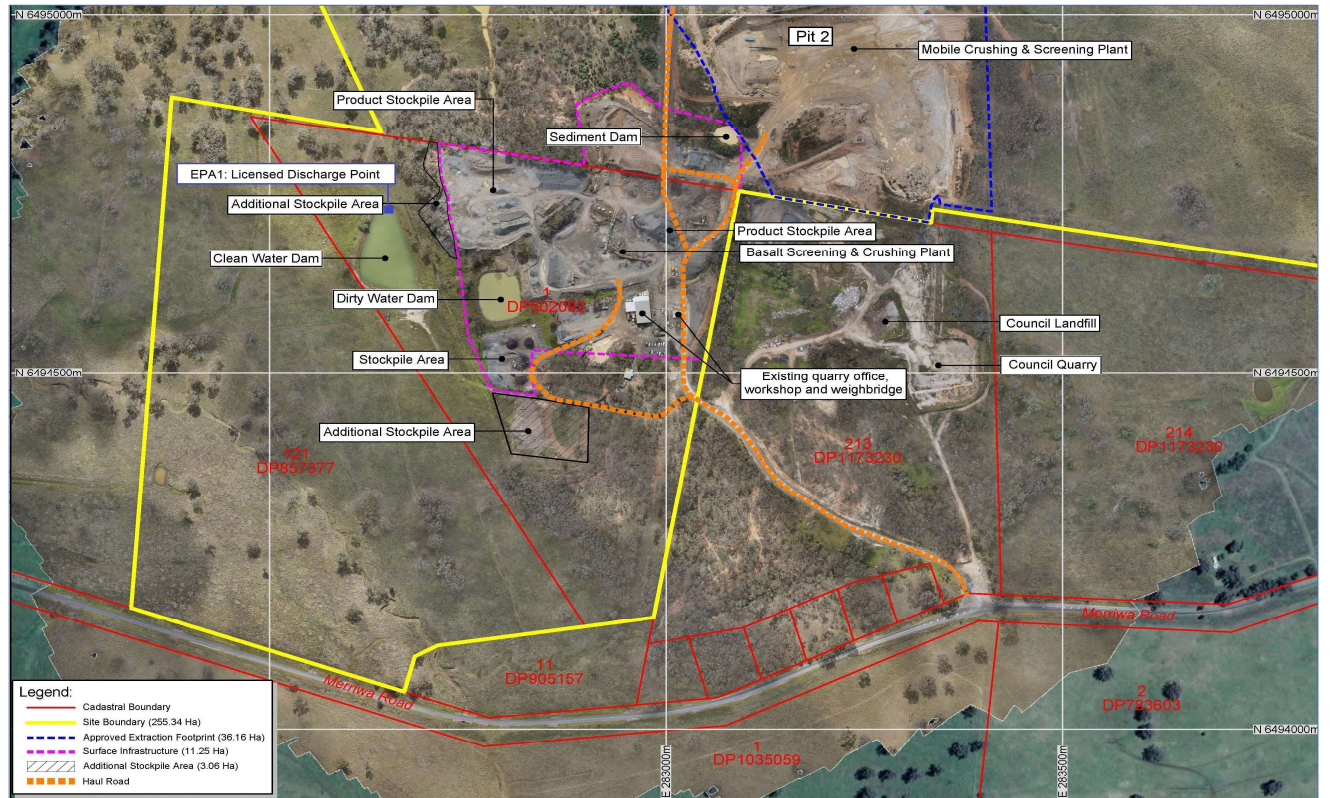 N 6495000m
N 6495000m
Pit 2
Mobile Crushing & Screening Plant
Product Stockpile Area
Sediment Dam
EPA1: Licensed Discharge Point
Additional Stockpile Area
Product Stockpile Area
Clean Water Dam
Basalt Screening & Crushing Plant
Dirty Water Dam
1
Council Landfill
Stockpile Area
Council Quarry
N 6494500m
N 6494500m
Existing quarry office,
workshop and weighbridge
Additional Stockpile Area
121
DP857377
213
DP1173230
214
DP1173230
Merriwa Road
11
DP905157
Merriwa Road
2
DP783603
N 6494000m
1
DP1035059
E 283000m
E 283500m
Legend:
Cadastral Boundary
Site Boundary (255.34 Ha)
Approved Extraction Footprint (36.16 Ha)
Surface Infrastructure (11.25 Ha)
Additional Stockpile Area (3.06 Ha)
Haul Road